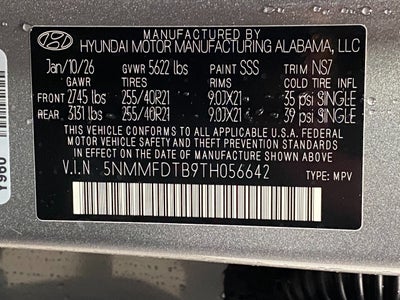 MANUFACTURED BY
HYUNDAI MOTOR MANUFACTURING ALABAMA, LLC
Jan/10/26 GVWR 5622 lbs PAINT SSS TRIM NS7
GAWR TIRES RIMS COLD TIRE INF.
FRONT 2745 lbs 255/40R21 9.0JX21 35 psi SINGLE
REAR 3131 lbs 255/40R21 9.0JX21 39 psi SINGLE
THIS VEHICLE CONFORMS TO ALL APPLICABLE U.S.A. FEDERAL MOTOR
VEHICLE SAFETY AND THEFT PREVENTION STANDARDS IN EFFECT
ON THE DATE OF MANUFACTURE SHOWN ABOVE.
V.I.N 5NMMFDTB9TH056642 TYPE: MPV
Y960